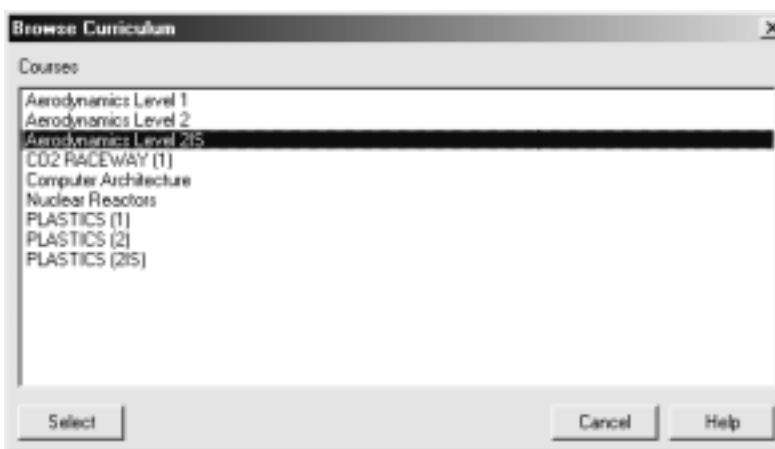 Browse Curriculum
Courses
Aerodynamics Level 1
Aerodynamics Level 2
Aerodynamics Level 2IS
CO2 RACEWAY (1)
Computer Architecture
Nuclear Reactors
PLASTICS (1)
PLASTICS (2)
PLASTICS (2IS)
Select Cancel Help